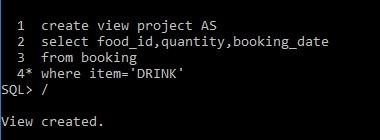 1 create view project AS
2 select food_id,quantity,booking_date
3 from booking
4* where item='DRINK'
SQL> /
View created.